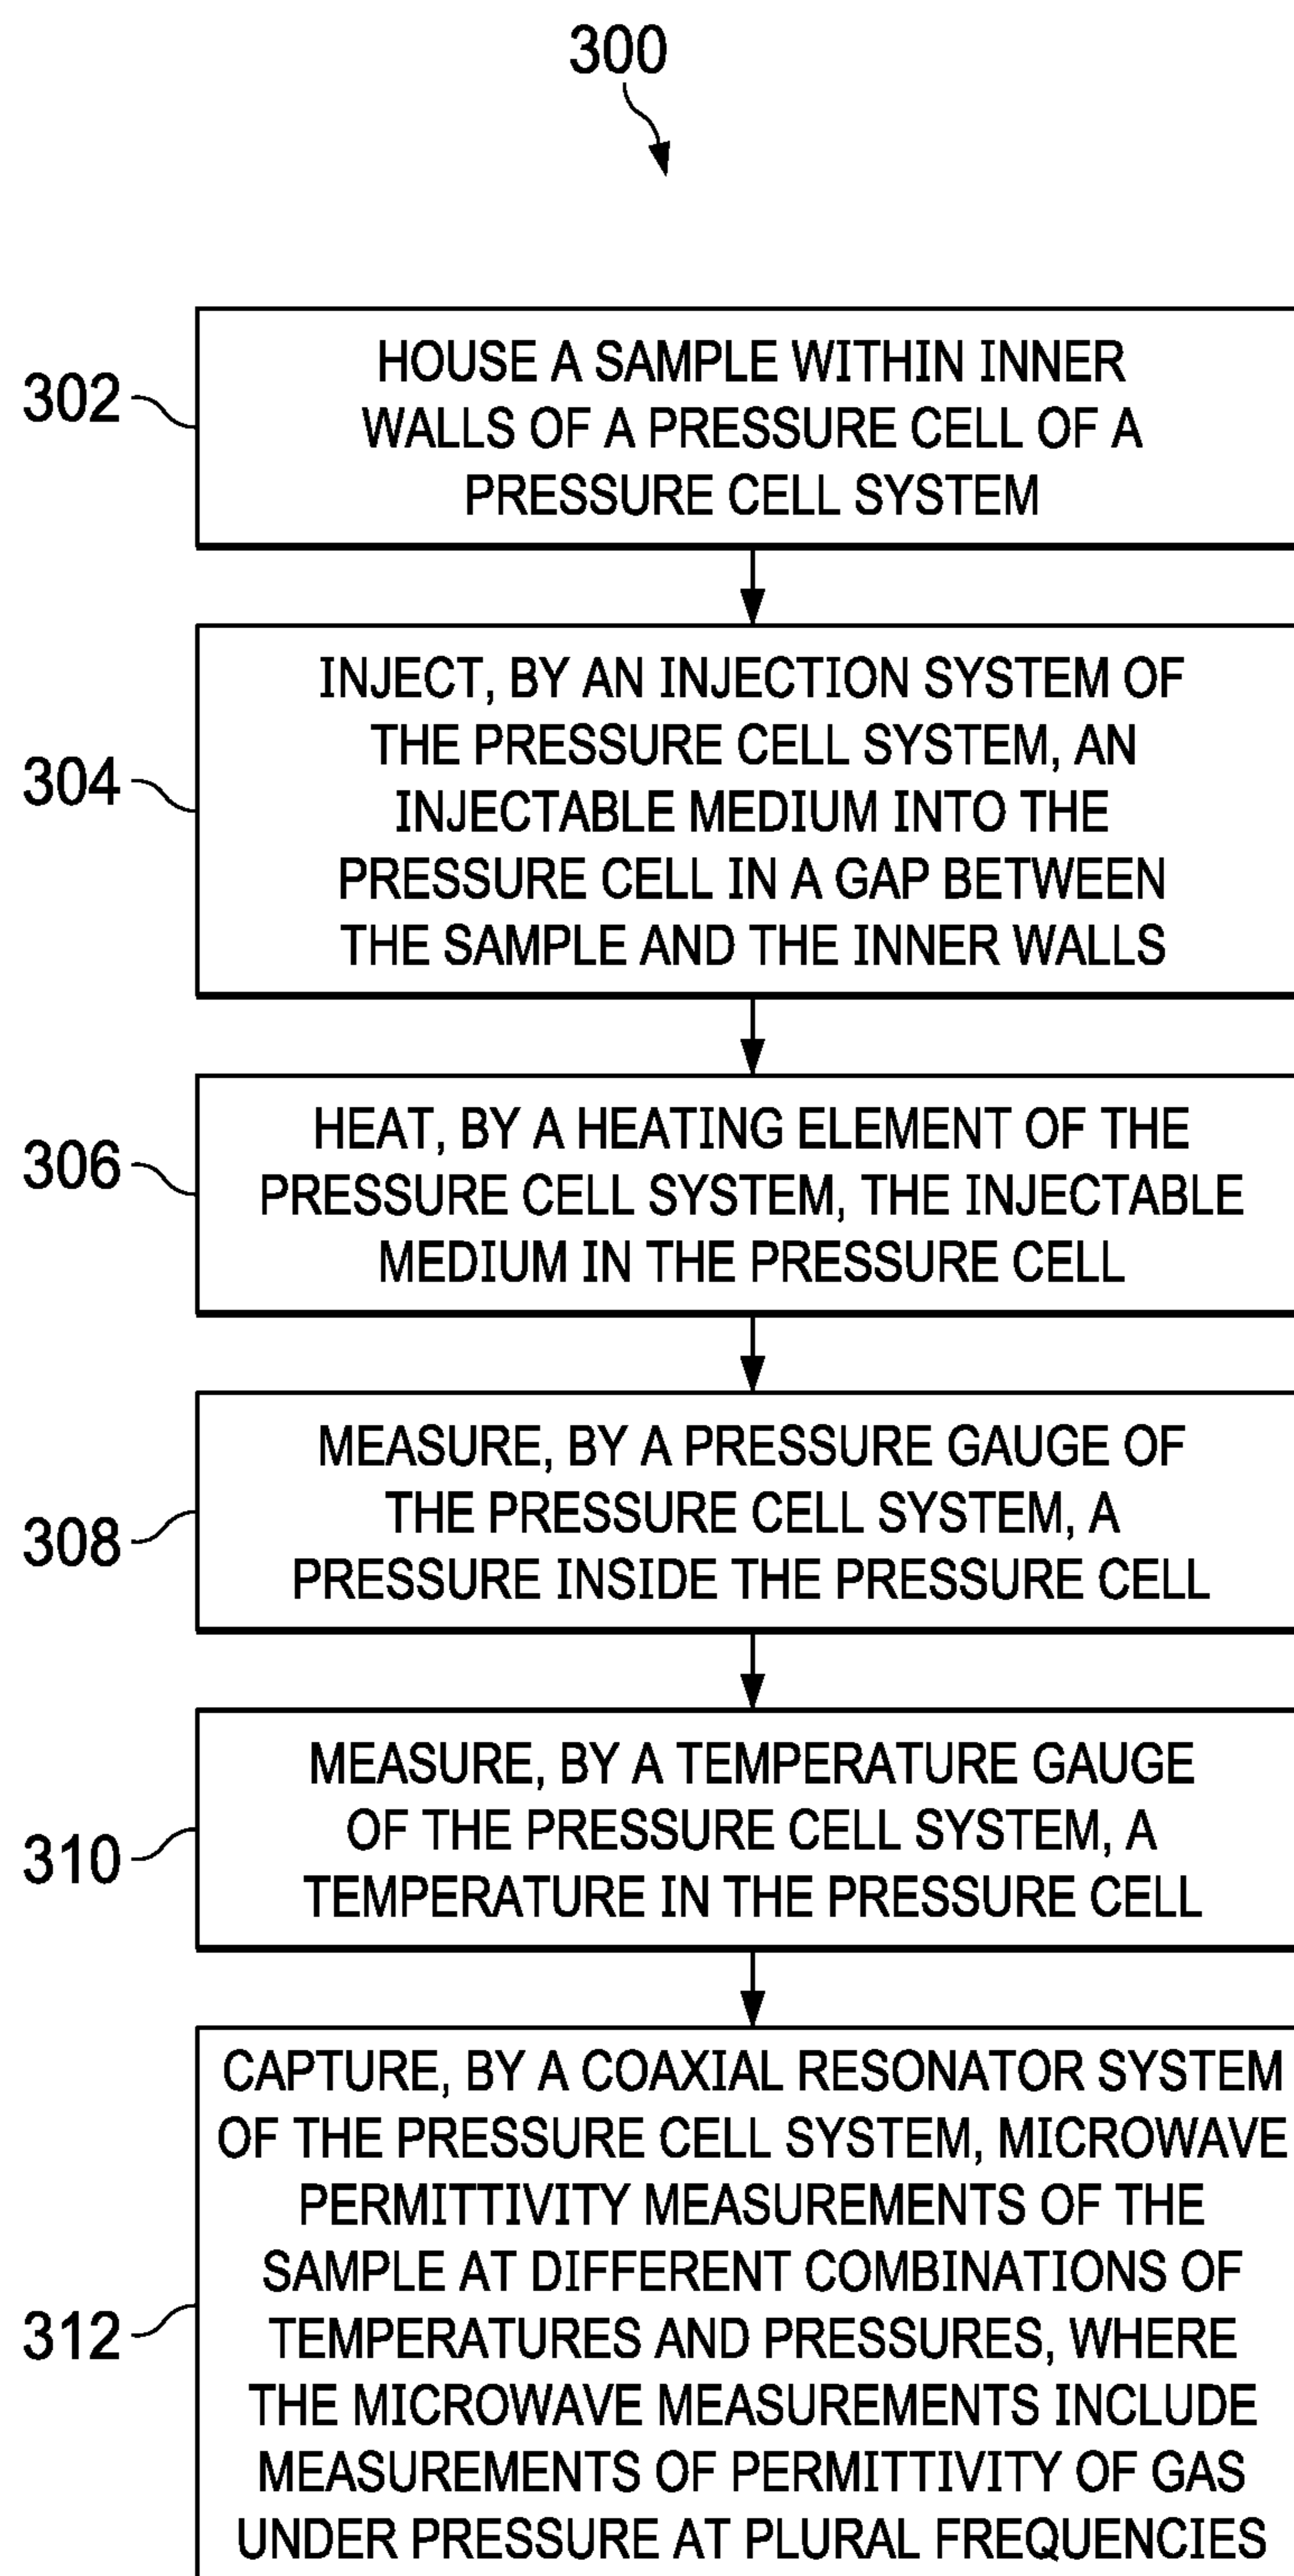 300
302
HOUSE A SAMPLE WITHIN INNER
WALLS OF A PRESSURE CELL OF A
PRESSURE CELL SYSTEM
304
INJECT, BY AN INJECTION SYSTEM OF
THE PRESSURE CELL SYSTEM, AN
INJECTABLE MEDIUM INTO THE
PRESSURE CELL IN A GAP BETWEEN
THE SAMPLE AND THE INNER WALLS
306
HEAT, BY A HEATING ELEMENT OF THE
PRESSURE CELL SYSTEM, THE INJECTABLE
MEDIUM IN THE PRESSURE CELL
308
MEASURE, BY A PRESSURE GAUGE OF
THE PRESSURE CELL SYSTEM, A
PRESSURE INSIDE THE PRESSURE CELL
310
MEASURE, BY A TEMPERATURE GAUGE
OF THE PRESSURE CELL SYSTEM, A
TEMPERATURE IN THE PRESSURE CELL
312
CAPTURE, BY A COAXIAL RESONATOR SYSTEM
OF THE PRESSURE CELL SYSTEM, MICROWAVE
PERMITTIVITY MEASUREMENTS OF THE
SAMPLE AT DIFFERENT COMBINATIONS OF
TEMPERATURES AND PRESSURES, WHERE
THE MICROWAVE MEASUREMENTS INCLUDE
MEASUREMENTS OF PERMITTIVITY OF GAS
UNDER PRESSURE AT PLURAL FREQUENCIES